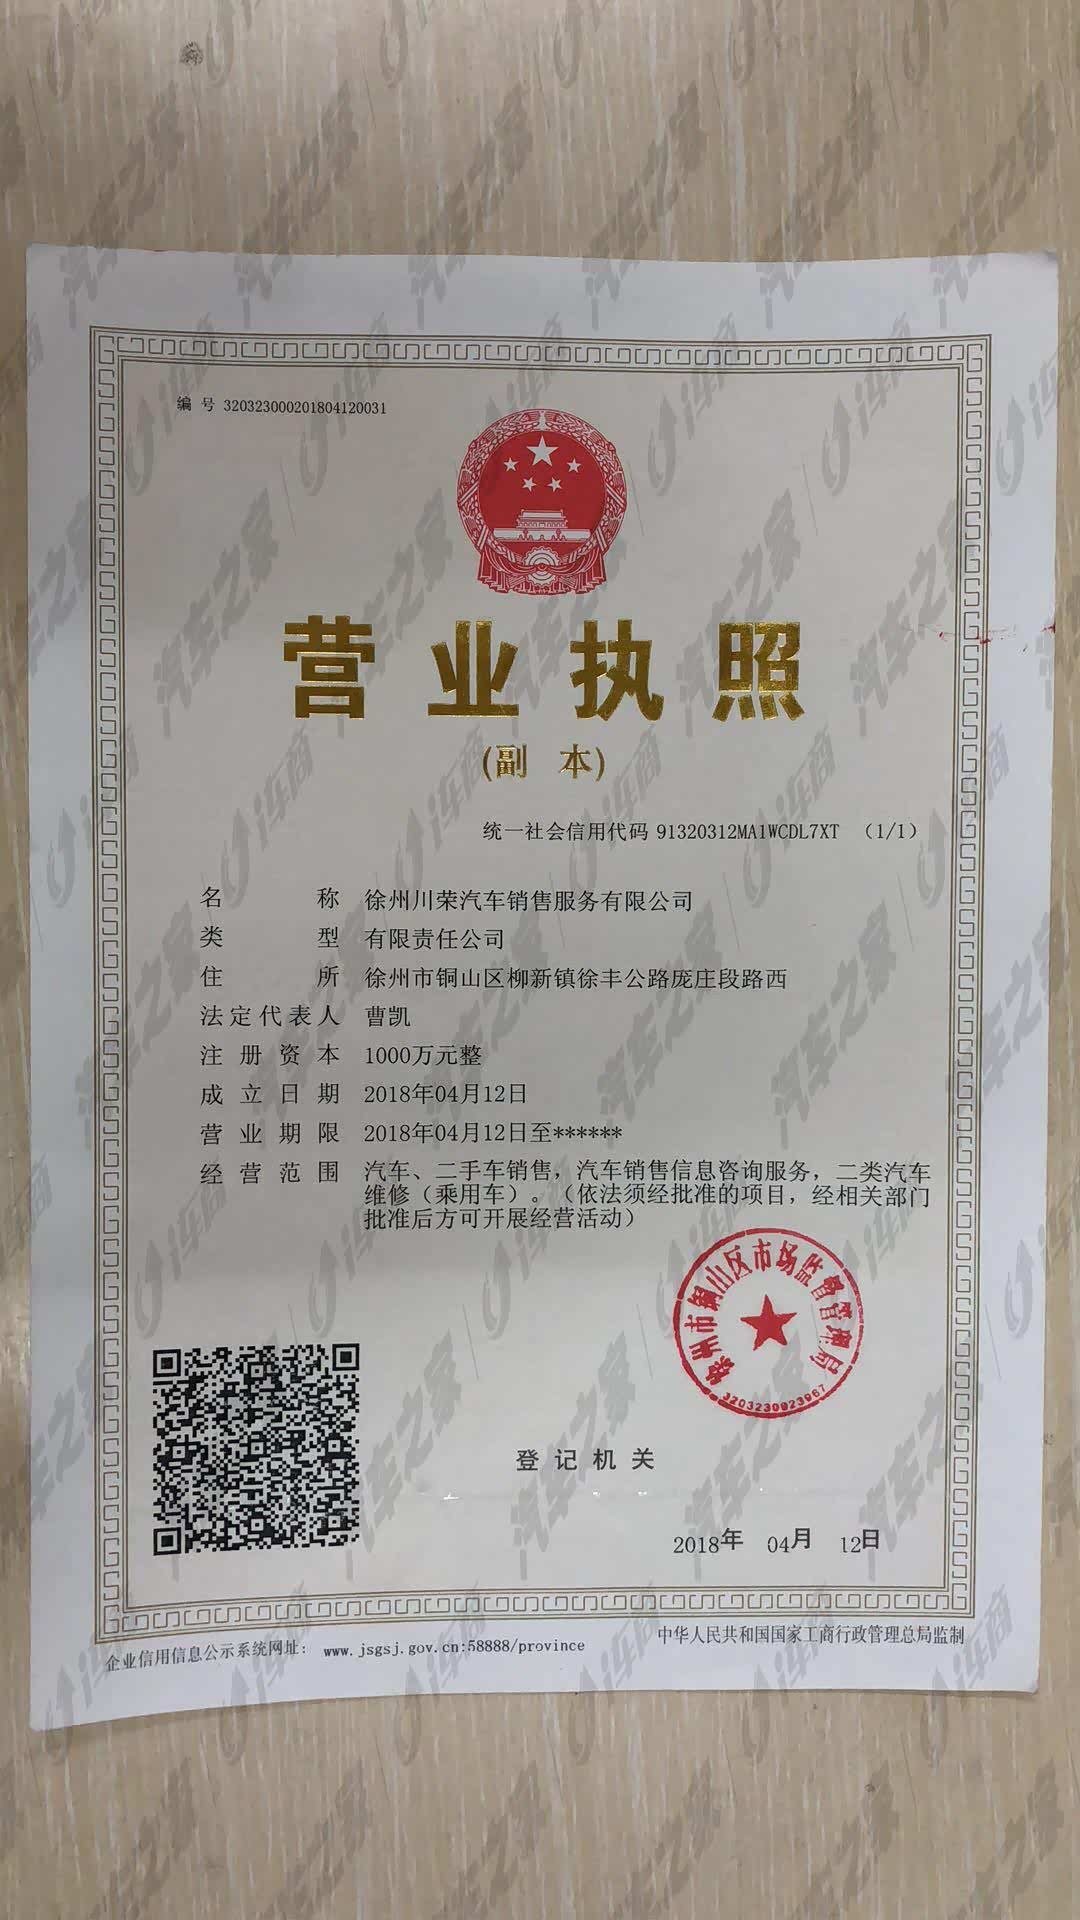 编号 320323000201804120031
营业执照
(副本)
统一社会信用代码 91320312MA1WCDL7XT (1/1)
名称 徐州川荣汽车销售服务有限公司
类型 有限责任公司
住所 徐州市铜山区柳新镇徐丰公路庞庄段路西
法定代表人 曹凯
注册资本 1000万元整
成立日期 2018年04月12日
营业期限 2018年04月12日至******
经营范围 汽车、二手车销售，汽车销售信息咨询服务，二类汽车
维修（乘用车）。（依法须经批准的项目，经相关部门
批准后方可开展经营活动）
徐州市铜山区市场监督管理局
3203230023967
登记机关
2018年 04月 12日
企业信用信息公示系统网址： www.jsgsj.gov.cn:58888/province
中华人民共和国国家工商行政管理总局监制
汽车之家
i车商